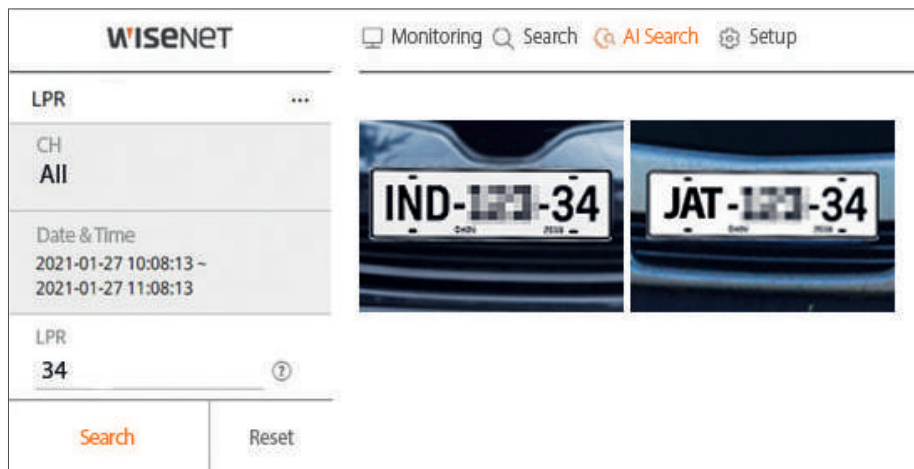 WISENET
Monitoring Search AI Search Setup
LPR ...
CH
All
Date & Time
2021-01-27 10:08:13 ~
2021-01-27 11:08:13
LPR
34 ?
Search Reset
IND- -34
JAT- -34